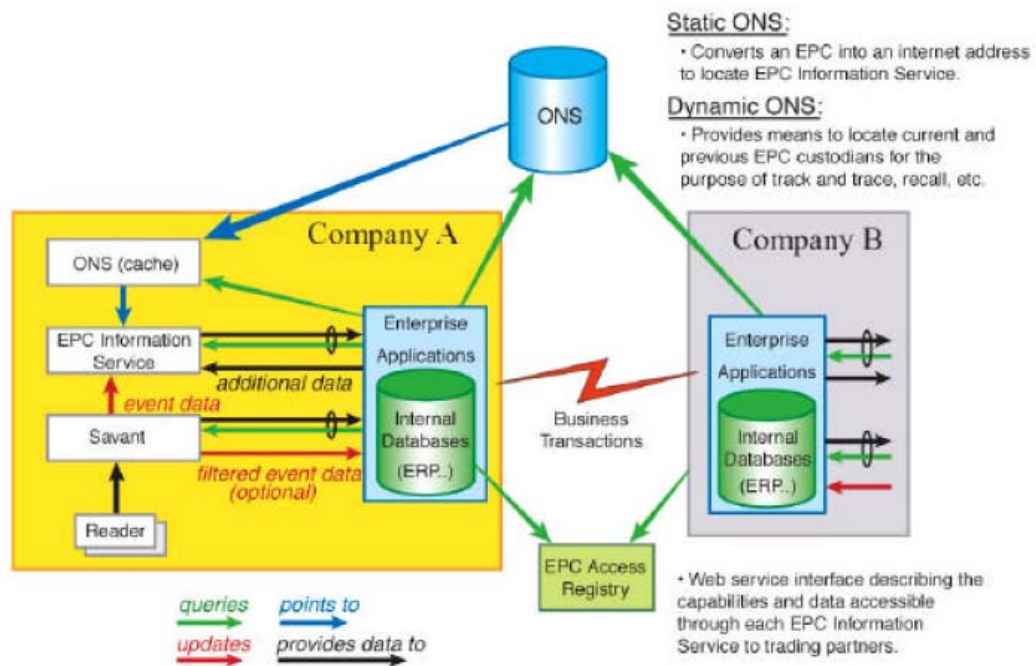 Static ONS:
• Converts an EPC into an internet address
to locate EPC Information Service.
ONS
Dynamic ONS:
• Provides means to locate current and
previous EPC custodians for the
purpose of track and trace, recall, etc.
Company A
ONS (cache)
EPC Information
Service
additional data
event data
Savant
filtered event data
(optional)
Reader
Enterprise
Applications
Internal
Databases
(ERP..)
Business
Transactions
Company B
Enterprise
Applications
Internal
Databases
(ERP..)
EPC Access
Registry
• Web service interface describing the
capabilities and data accessible
through each EPC Information
Service to trading partners.
queries
points to
updates
provides data to